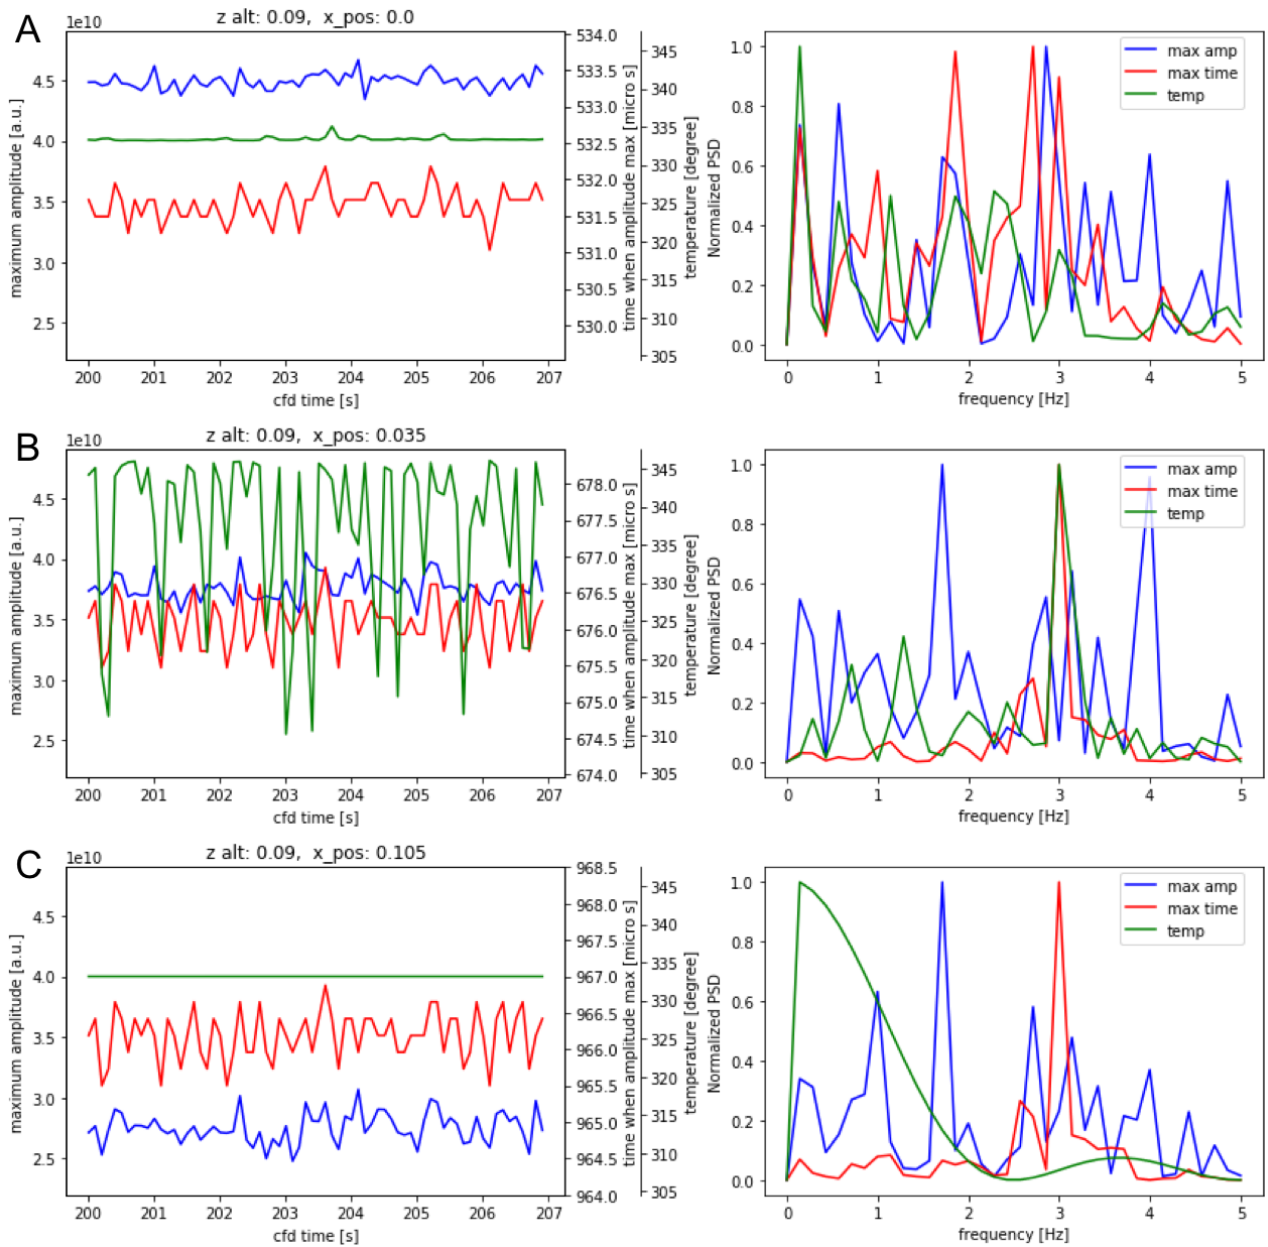 A
z alt: 0.09, x_pos: 0.0
1e10
maximum amplitude [a.u.]
4.5
4.0
3.5
3.0
2.5
200 201 202 203 204 205 206 207
cfd time [s]
534.0
533.5
533.0
532.5
532.0
531.5
531.0
530.5
530.0
time when amplitude max [micro s]
345
340
335
330
325
320
315
310
305
temperature [degree]
Normalized PSD
1.0
0.8
0.6
0.4
0.2
0.0
0 1 2 3 4 5
frequency [Hz]
max amp
max time
temp
B
z alt: 0.09, x_pos: 0.035
1e10
maximum amplitude [a.u.]
4.5
4.0
3.5
3.0
2.5
200 201 202 203 204 205 206 207
cfd time [s]
678.0
677.5
677.0
676.5
676.0
675.5
675.0
674.5
674.0
time when amplitude max [micro s]
345
340
335
330
325
320
315
310
305
temperature [degree]
Normalized PSD
1.0
0.8
0.6
0.4
0.2
0.0
0 1 2 3 4 5
frequency [Hz]
max amp
max time
temp
C
z alt: 0.09, x_pos: 0.105
1e10
maximum amplitude [a.u.]
4.5
4.0
3.5
3.0
2.5
200 201 202 203 204 205 206 207
cfd time [s]
968.5
968.0
967.5
967.0
966.5
966.0
965.5
965.0
964.5
964.0
time when amplitude max [micro s]
345
340
335
330
325
320
315
310
305
temperature [degree]
Normalized PSD
1.0
0.8
0.6
0.4
0.2
0.0
0 1 2 3 4 5
frequency [Hz]
max amp
max time
temp